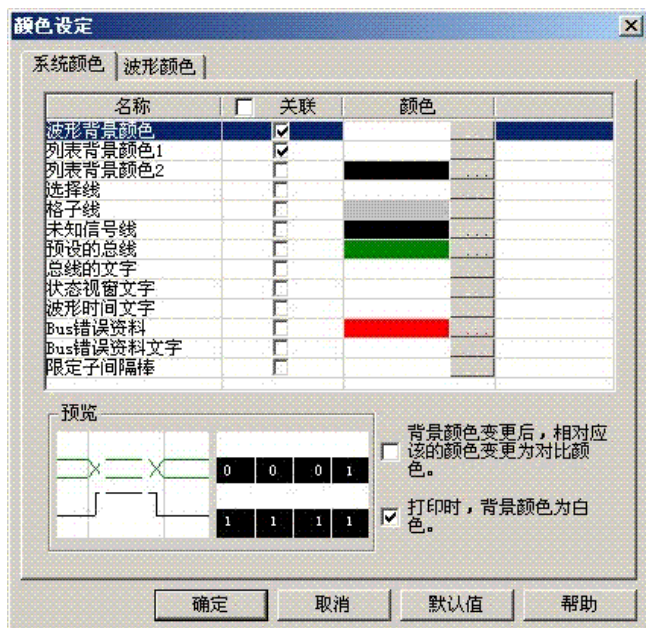 颜色设定
系统颜色 波形颜色
名称 关联 颜色
波形背景颜色
列表背景颜色1
列表背景颜色2
选择线
格子线
未知信号线
预设的总线
总线的文字
状态视窗文字
波形时间文字
Bus错误资料
Bus错误资料文字
限定子间隔棒
预览
0 0 0 1
1 1 1 1
背景颜色变更后，相对应
该的颜色变更为对比颜
色。
打印时，背景颜色为白
色。
确定 取消 默认值 帮助